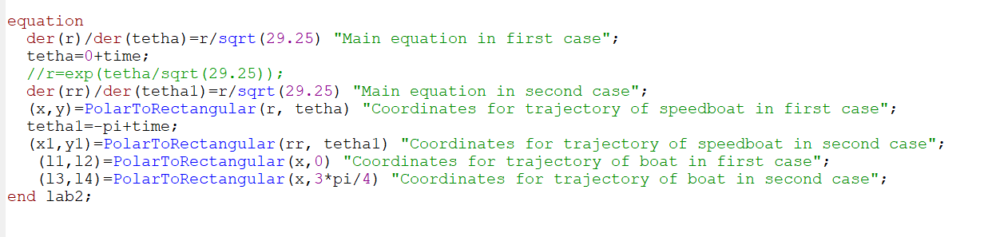 equation
der(r)/der(tetha)=r/sqrt(29.25) "Main equation in first case";
tetha=0+time;
//r=exp(tetha/sqrt(29.25));
der(rr)/der(tetha1)=r/sqrt(29.25) "Main equation in second case";
(x,y)=PolarToRectangular(r, tetha) "Coordinates for trajectory of speedboat in first case";
tetha1=-pi+time;
(x1,y1)=PolarToRectangular(rr, tetha1) "Coordinates for trajectory of speedboat in second case";
(l1,l2)=PolarToRectangular(x,0) "Coordinates for trajectory of boat in first case";
(l3,l4)=PolarToRectangular(x,3*pi/4) "Coordinates for trajectory of boat in second case";
end lab2;